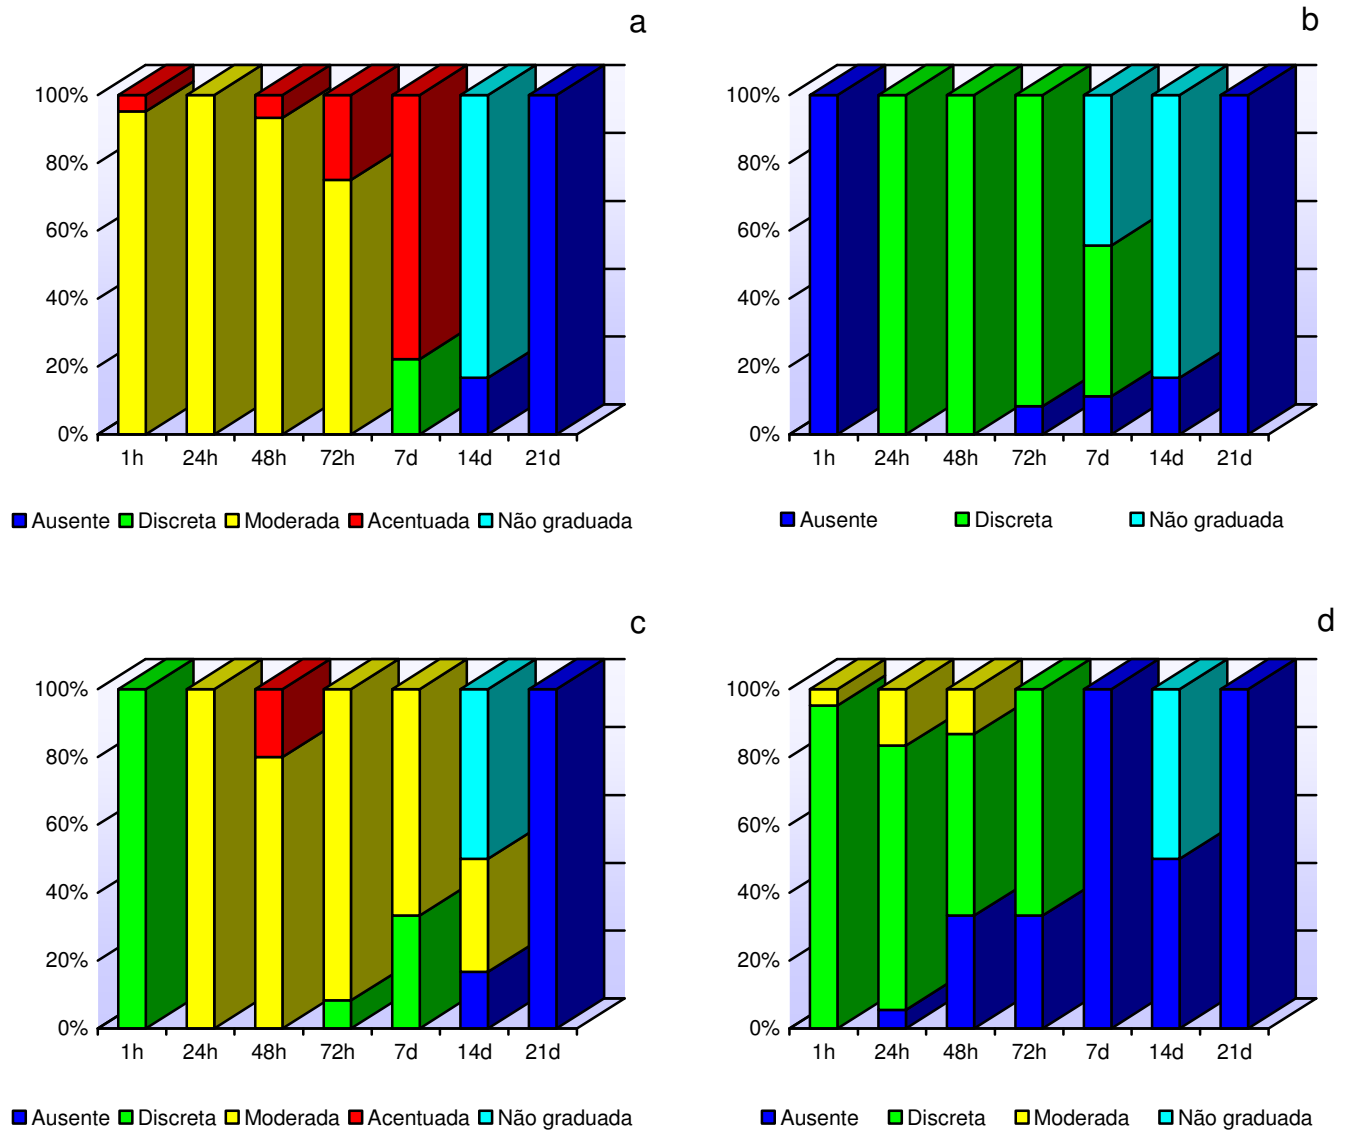 a
100%
80%
60%
40%
20%
0%
1h 24h 48h 72h 7d 14d 21d
Ausente Discreta Moderada Acentuada Não graduada
b
100%
80%
60%
40%
20%
0%
1h 24h 48h 72h 7d 14d 21d
Ausente Discreta Não graduada
c
100%
80%
60%
40%
20%
0%
1h 24h 48h 72h 7d 14d 21d
Ausente Discreta Moderada Acentuada Não graduada
d
100%
80%
60%
40%
20%
0%
1h 24h 48h 72h 7d 14d 21d
Ausente Discreta Moderada Não graduada